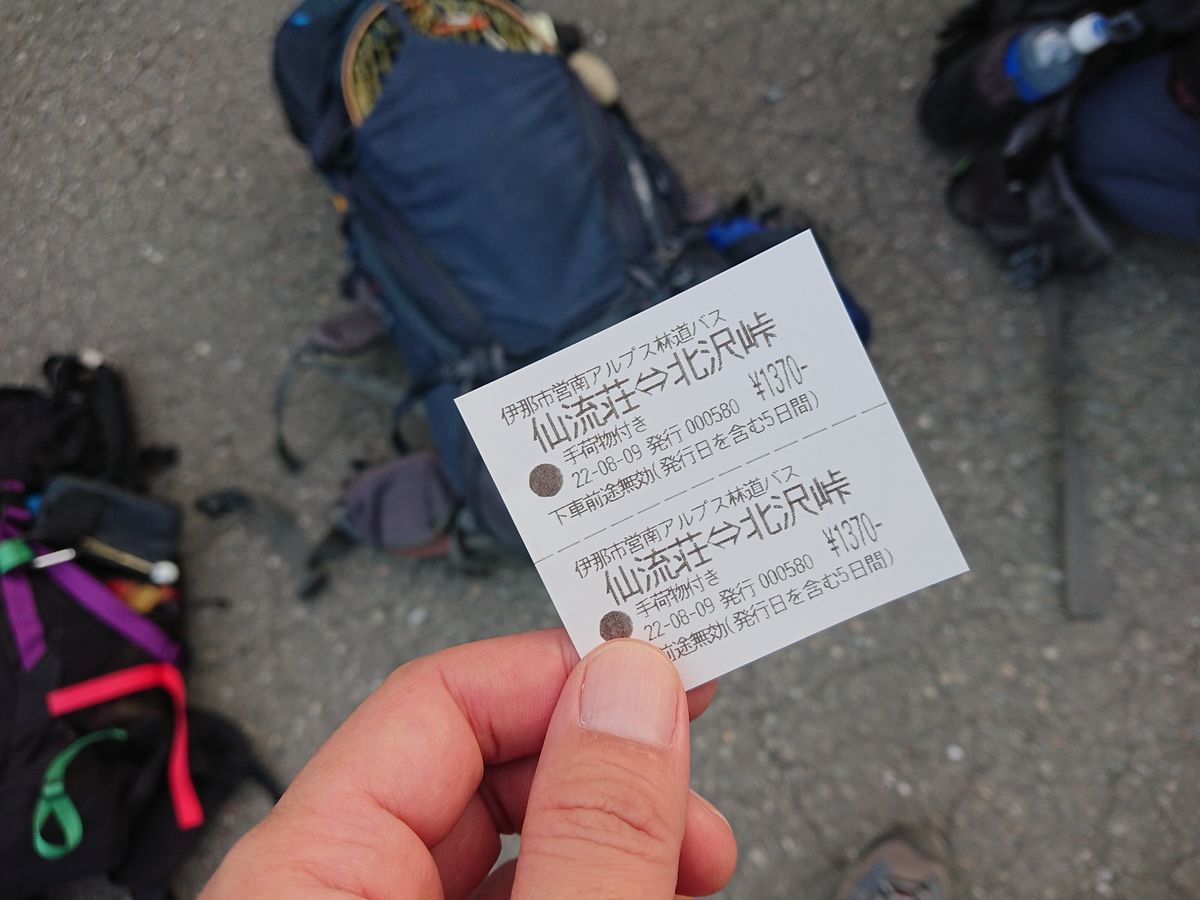 伊那市営南アルプス林道バス
仙流荘⇔北沢峠
手荷物付き ¥1370-
22-08-09 発行 000580
下車前途無効(発行日を含む5日間)
伊那市営南アルプス林道バス
仙流荘⇔北沢峠
手荷物付き ¥1370-
22-08-09 発行 000580
前途無効(発行日を含む5日間)